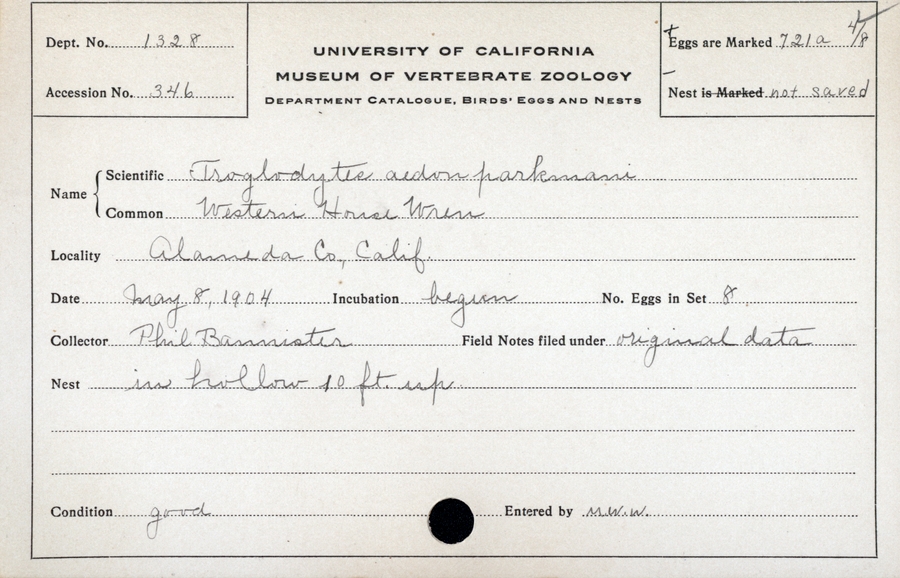 Dept. No. 1328
Accession No. 346
UNIVERSITY OF CALIFORNIA
MUSEUM OF VERTEBRATE ZOOLOGY
DEPARTMENT CATALOGUE, BIRDS' EGGS AND NESTS
Eggs are Marked 721a 4/8
Nest is Marked not saved
Name
Scientific Troglodytes aedon parkmani
Common Western House Wren
Locality Alameda Co., Calif.
Date May 8, 1904 Incubation begun No. Eggs in Set 8
Collector Phil Bannister Field Notes filed under original data
Nest in hollow 10 ft. up.
Condition good Entered by